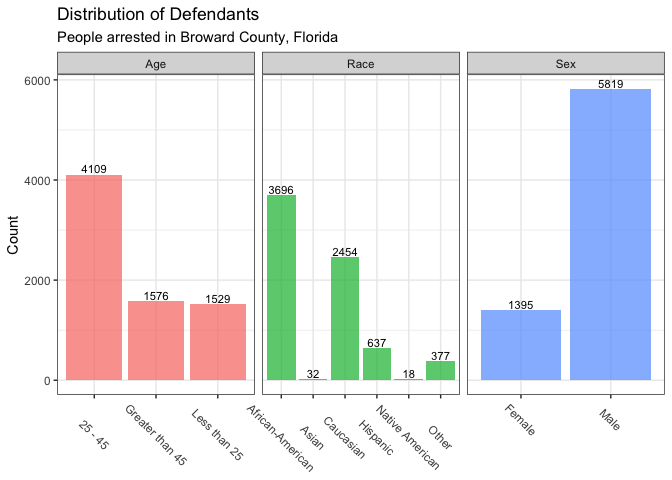 Distribution of Defendants
People arrested in Broward County, Florida
Age
Race
Sex
Count
6000
4000
2000
0
4109
1576
1529
3696
32
2454
637
18
377
1395
5819
25 - 45
Greater than 45
Less than 25
African-American
Asian
Caucasian
Hispanic
Native American
Other
Female
Male